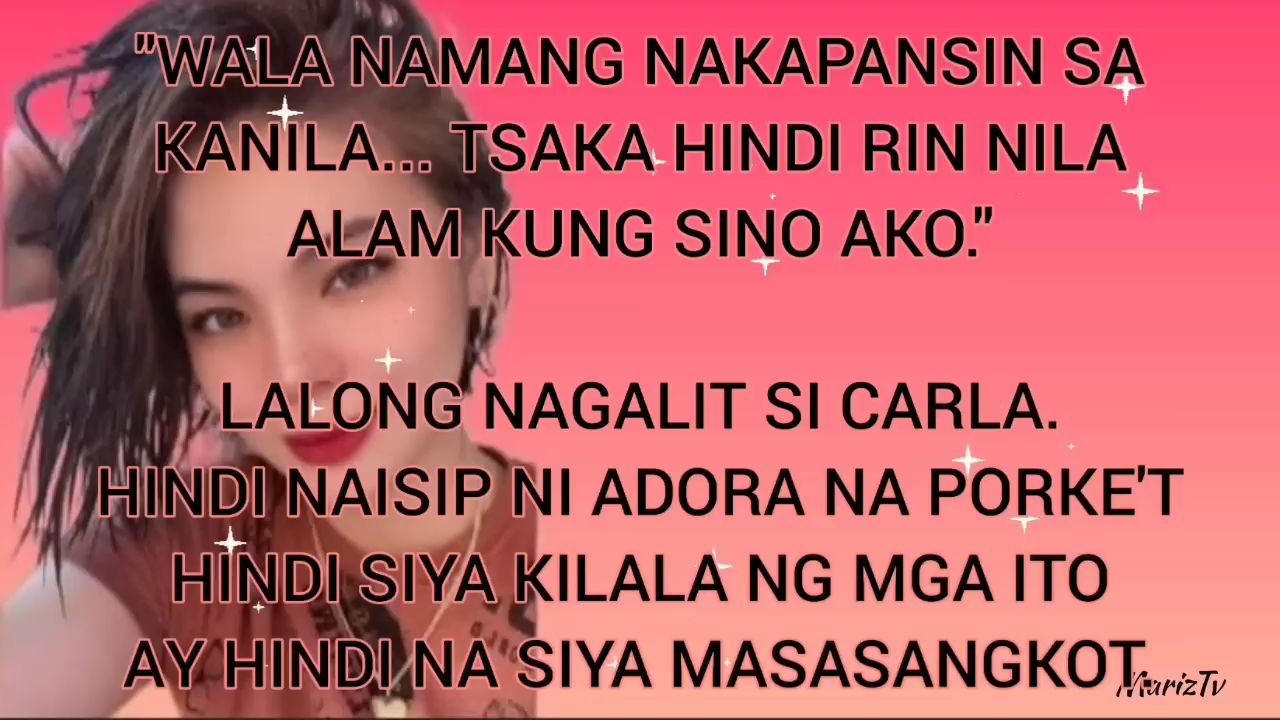 "WALA NAMANG NAKAPANSIN SA
KANILA... TSAKA HINDI RIN NILA
ALAM KUNG SINO AKO."
LALONG NAGALIT SI CARLA.
HINDI NAISIP NI ADORA NA PORKE'T
HINDI SIYA KILALA NG MGA ITO
AY HINDI NA SIYA MASASANGKOT.
MarizTv